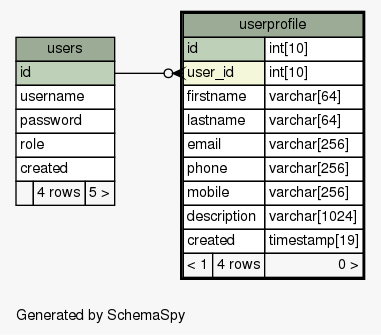 users
id
username
password
role
created
4 rows 5 >
userprofile
id int[10]
user_id int[10]
firstname varchar[64]
lastname varchar[64]
email varchar[256]
phone varchar[256]
mobile varchar[256]
description varchar[1024]
created timestamp[19]
< 1 4 rows 0 >
Generated by SchemaSpy